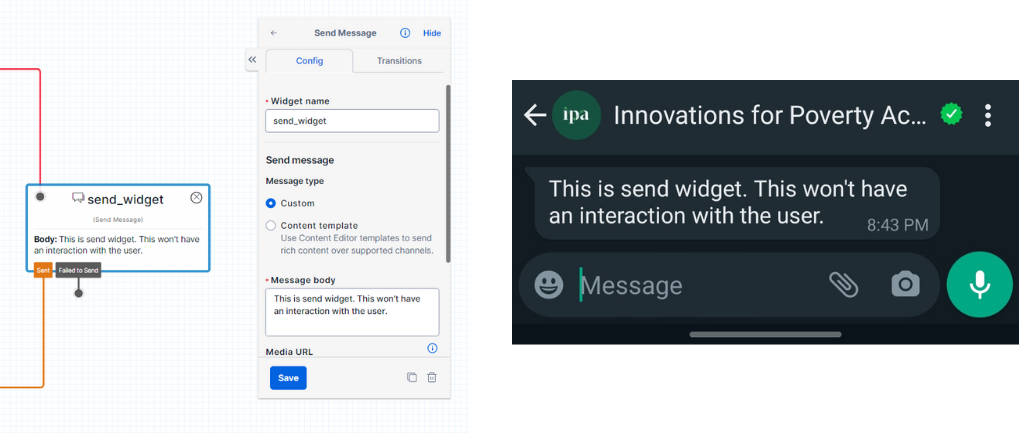 send_widget
(Send Message)
Body: This is send widget. This won't have
an interaction with the user.
Sent
Failed to Send
Send Message
Hide
Config
Transitions
• Widget name
send_widget
Send message
Message type
Custom
Content template
Use Content Editor templates to send
rich content over supported channels.
• Message body
This is send widget. This won't have
an interaction with the user.
Media URL
Save
ipa
Innovations for Poverty Ac...
This is send widget. This won't have
an interaction with the user.
8:43 PM
Message